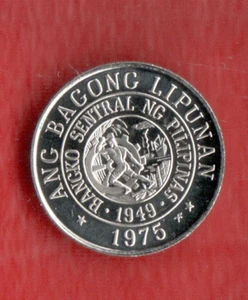 ANG BAGONG LIPUNAN
BANGKO SENTRAL NG PILIPINAS
· 1949 ·
1975